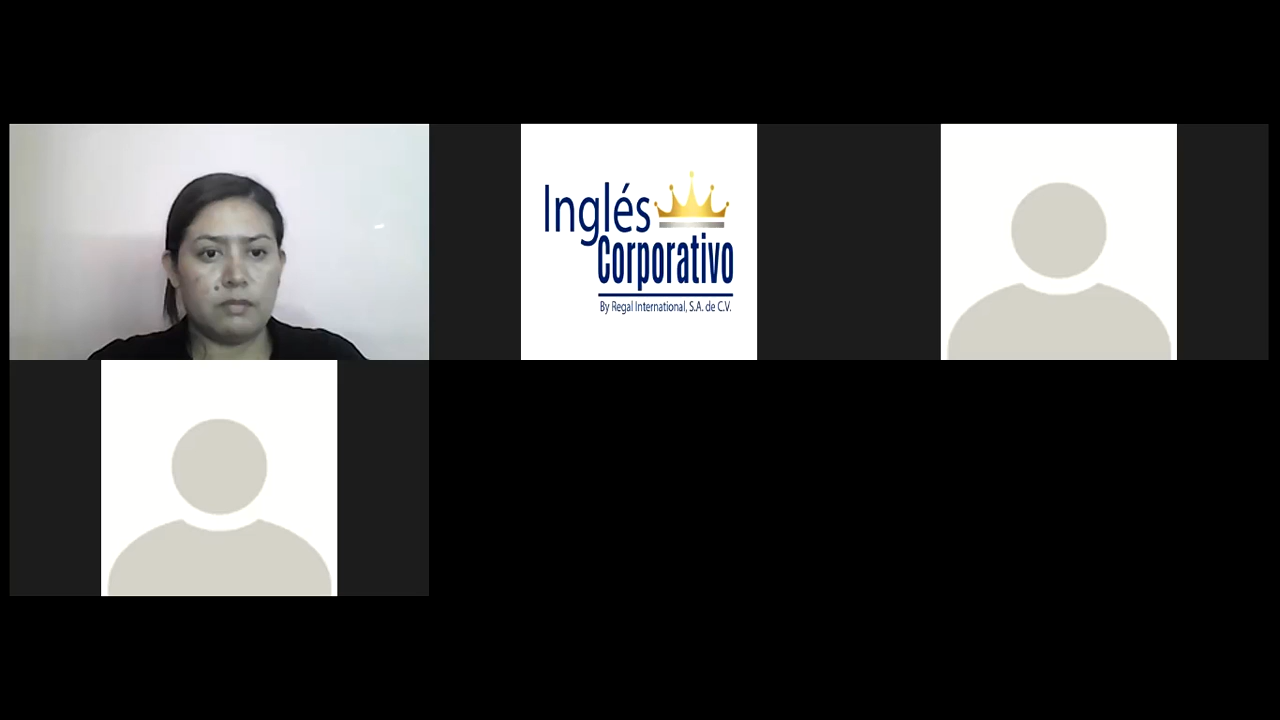 Inglés
Corporativo
By Regal International, S.A. de C.V.